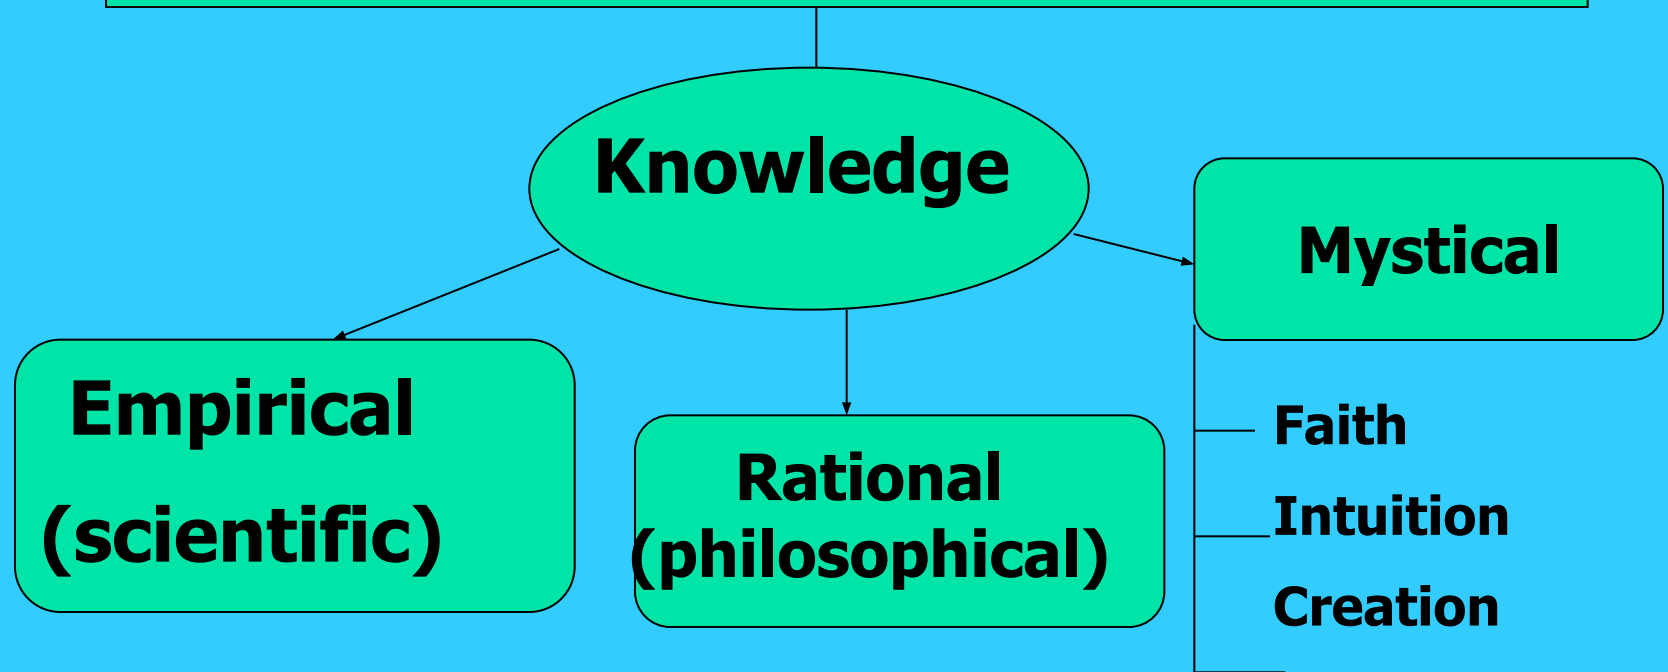 Knowledge
Mystical
Empirical
(scientific)
Rational
(philosophical)
Faith
Intuition
Creation